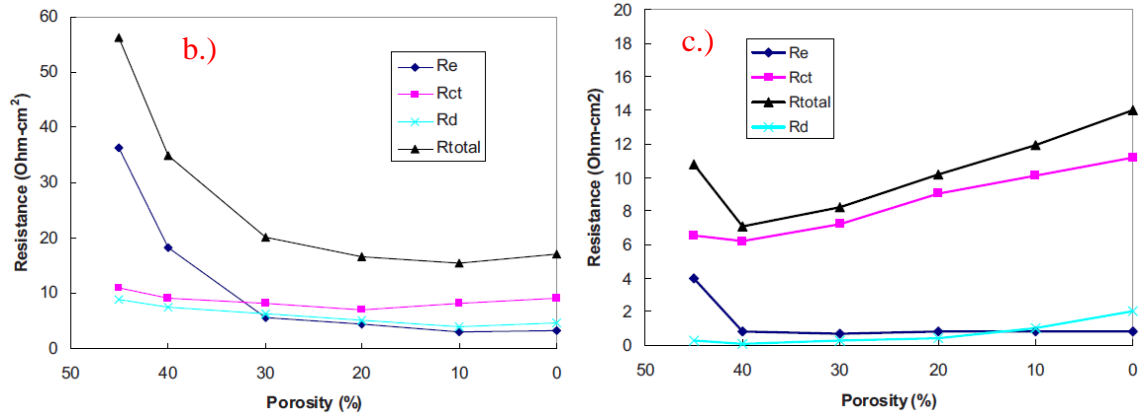 b.)
60
50
40
30
20
10
0
Resistance (Ohm-cm²)
Re
Rct
Rd
Rtotal
50 40 30 20 10 0
Porosity (%)
c.)
20
18
16
14
12
10
8
6
4
2
0
Resistance (Ohm-cm2)
Re
Rct
Rtotal
Rd
50 40 30 20 10 0
Porosity (%)